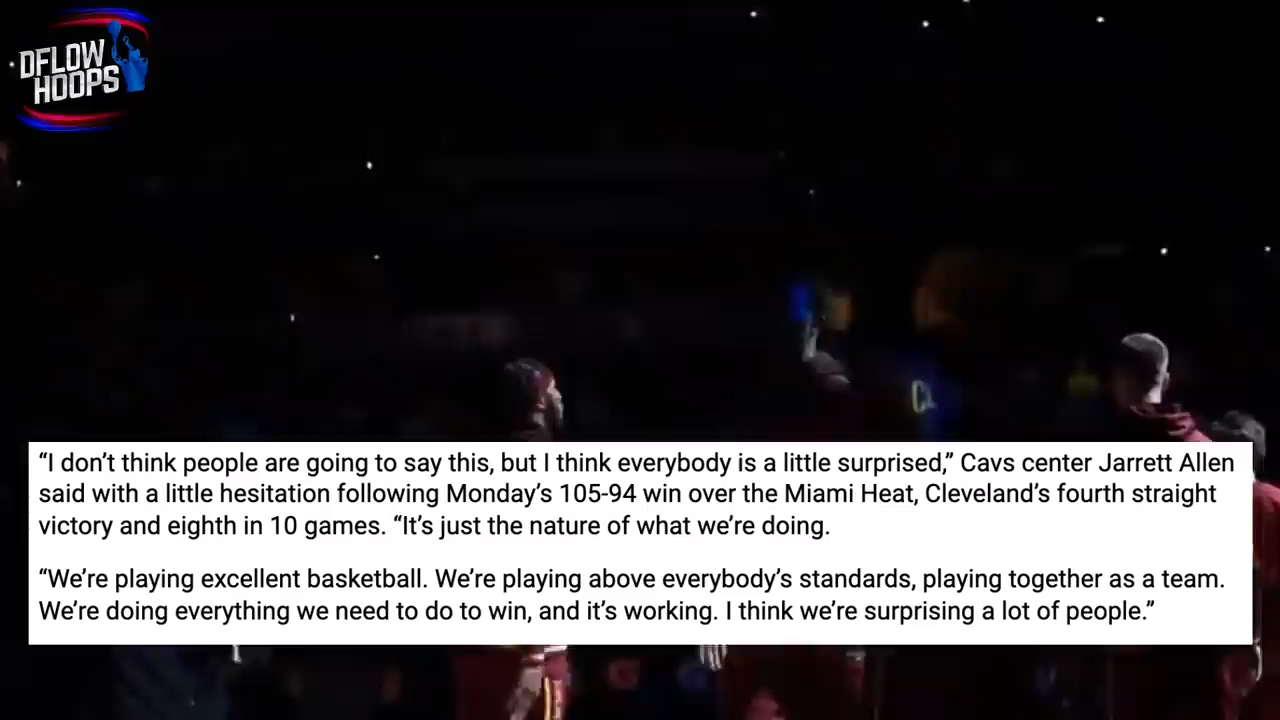 DFLOW
HOOPS
“I don’t think people are going to say this, but I think everybody is a little surprised,” Cavs center Jarrett Allen
said with a little hesitation following Monday’s 105-94 win over the Miami Heat, Cleveland’s fourth straight
victory and eighth in 10 games. “It’s just the nature of what we’re doing.
“We’re playing excellent basketball. We’re playing above everybody’s standards, playing together as a team.
We’re doing everything we need to do to win, and it’s working. I think we’re surprising a lot of people.”